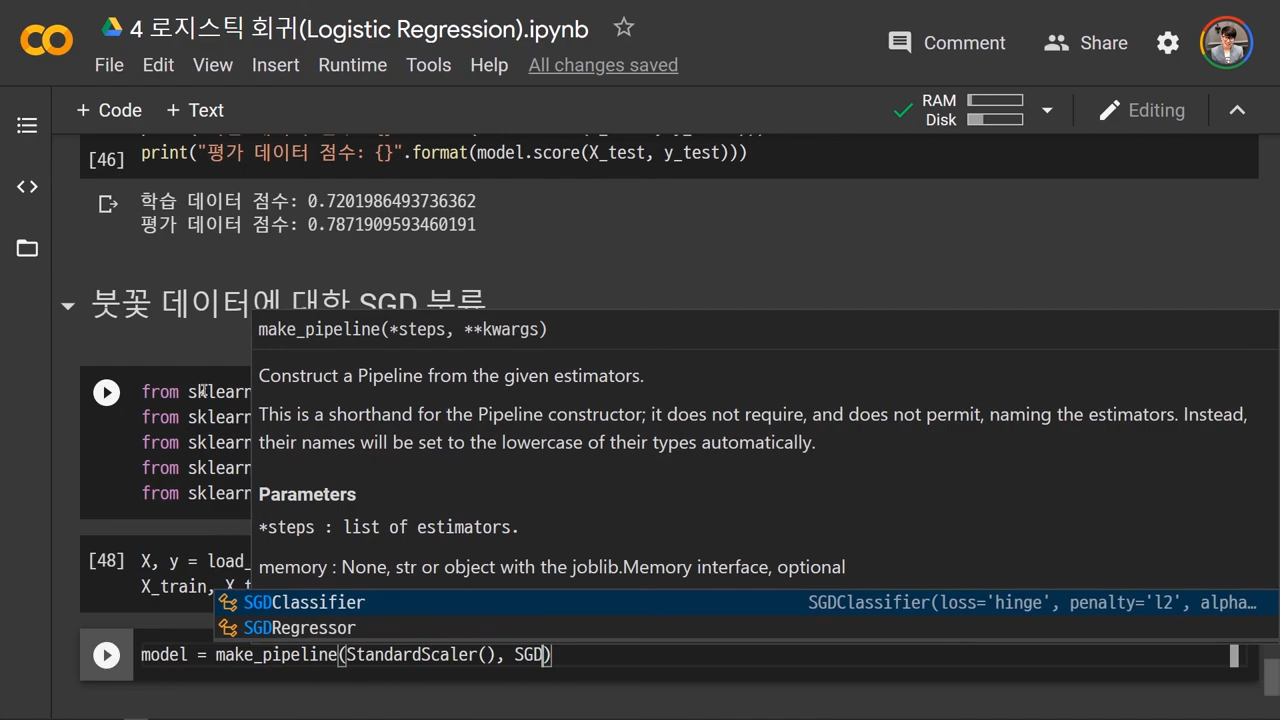 4 로지스틱 회귀(Logistic Regression).ipynb
Comment
Share
File Edit View Insert Runtime Tools Help All changes saved
+ Code + Text
RAM
Disk
Editing
[46]
print("평가 데이터 점수: {}".format(model.score(X_test, y_test)))
학습 데이터 점수: 0.7201986493736362
평가 데이터 점수: 0.7871909593460191
붓꽃 데이터에 대한 SGD 분류
make_pipeline(*steps, **kwargs)
Construct a Pipeline from the given estimators.
This is a shorthand for the Pipeline constructor; it does not require, and does not permit, naming the estimators. Instead,
their names will be set to the lowercase of their types automatically.
Parameters
*steps : list of estimators.
memory : None, str or object with the joblib.Memory interface, optional
from sklearn
from sklearn
from sklearn
from sklearn
from sklearn
[48] X, y = load_
X_train, X_t
SGDClassifier SGDClassifier(loss='hinge', penalty='l2', alpha…
SGDRegressor
model = make_pipeline(StandardScaler(), SGD)